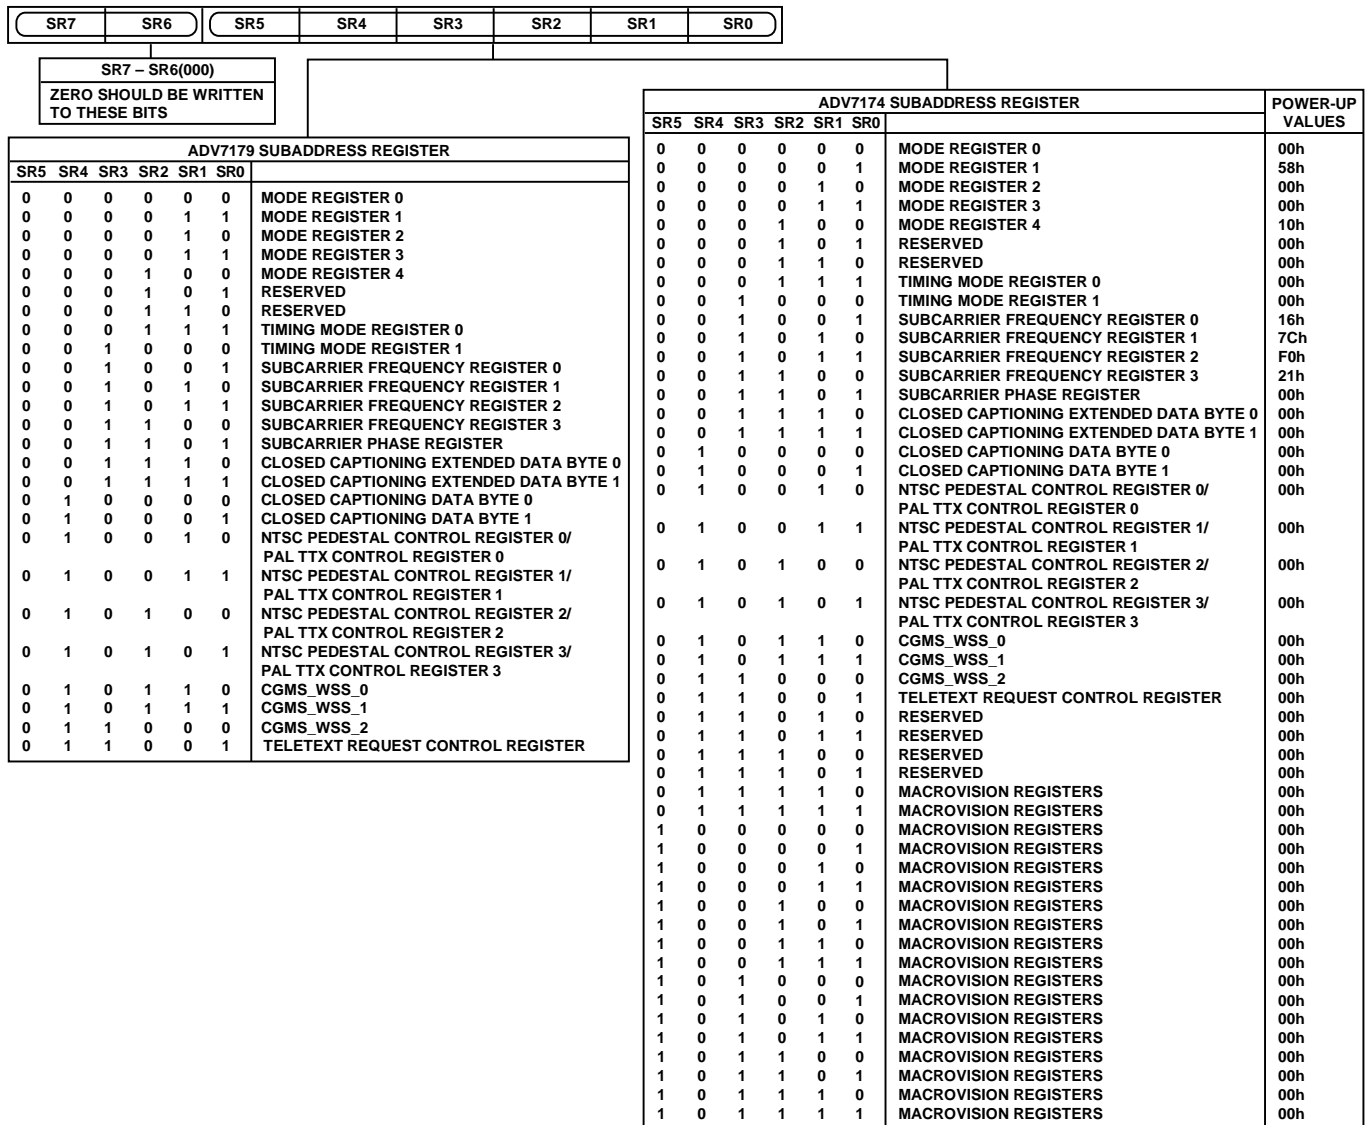 SR7 SR6 SR5 SR4 SR3 SR2 SR1 SR0
SR7 – SR6(000)
ZERO SHOULD BE WRITTEN
TO THESE BITS
ADV7179 SUBADDRESS REGISTER
SR5 SR4 SR3 SR2 SR1 SR0
0 0 0 0 0 0 MODE REGISTER 0
0 0 0 0 1 1 MODE REGISTER 1
0 0 0 0 1 0 MODE REGISTER 2
0 0 0 0 1 1 MODE REGISTER 3
0 0 0 1 0 0 MODE REGISTER 4
0 0 0 1 0 1 RESERVED
0 0 0 1 1 0 RESERVED
0 0 0 1 1 1 TIMING MODE REGISTER 0
0 0 1 0 0 0 TIMING MODE REGISTER 1
0 0 1 0 0 1 SUBCARRIER FREQUENCY REGISTER 0
0 0 1 0 1 0 SUBCARRIER FREQUENCY REGISTER 1
0 0 1 0 1 1 SUBCARRIER FREQUENCY REGISTER 2
0 0 1 1 0 0 SUBCARRIER FREQUENCY REGISTER 3
0 0 1 1 0 1 SUBCARRIER PHASE REGISTER
0 0 1 1 1 0 CLOSED CAPTIONING EXTENDED DATA BYTE 0
0 0 1 1 1 1 CLOSED CAPTIONING EXTENDED DATA BYTE 1
0 1 0 0 0 0 CLOSED CAPTIONING DATA BYTE 0
0 1 0 0 0 1 CLOSED CAPTIONING DATA BYTE 1
0 1 0 0 1 0 NTSC PEDESTAL CONTROL REGISTER 0/
PAL TTX CONTROL REGISTER 0
0 1 0 0 1 1 NTSC PEDESTAL CONTROL REGISTER 1/
PAL TTX CONTROL REGISTER 1
0 1 0 1 0 0 NTSC PEDESTAL CONTROL REGISTER 2/
PAL TTX CONTROL REGISTER 2
0 1 0 1 0 1 NTSC PEDESTAL CONTROL REGISTER 3/
PAL TTX CONTROL REGISTER 3
0 1 0 1 1 0 CGMS_WSS_0
0 1 0 1 1 1 CGMS_WSS_1
0 1 1 0 0 0 CGMS_WSS_2
0 1 1 0 0 1 TELETEXT REQUEST CONTROL REGISTER
ADV7174 SUBADDRESS REGISTER POWER-UP
SR5 SR4 SR3 SR2 SR1 SR0 VALUES
0 0 0 0 0 0 MODE REGISTER 0 00h
0 0 0 0 0 1 MODE REGISTER 1 58h
0 0 0 0 1 0 MODE REGISTER 2 00h
0 0 0 0 1 1 MODE REGISTER 3 00h
0 0 0 1 0 0 MODE REGISTER 4 10h
0 0 0 1 0 1 RESERVED 00h
0 0 0 1 1 0 RESERVED 00h
0 0 0 1 1 1 TIMING MODE REGISTER 0 00h
0 0 1 0 0 0 TIMING MODE REGISTER 1 00h
0 0 1 0 0 1 SUBCARRIER FREQUENCY REGISTER 0 16h
0 0 1 0 1 0 SUBCARRIER FREQUENCY REGISTER 1 7Ch
0 0 1 0 1 1 SUBCARRIER FREQUENCY REGISTER 2 F0h
0 0 1 1 0 0 SUBCARRIER FREQUENCY REGISTER 3 21h
0 0 1 1 0 1 SUBCARRIER PHASE REGISTER 00h
0 0 1 1 1 0 CLOSED CAPTIONING EXTENDED DATA BYTE 0 00h
0 0 1 1 1 1 CLOSED CAPTIONING EXTENDED DATA BYTE 1 00h
0 1 0 0 0 0 CLOSED CAPTIONING DATA BYTE 0 00h
0 1 0 0 0 1 CLOSED CAPTIONING DATA BYTE 1 00h
0 1 0 0 1 0 NTSC PEDESTAL CONTROL REGISTER 0/ 00h
PAL TTX CONTROL REGISTER 0
0 1 0 0 1 1 NTSC PEDESTAL CONTROL REGISTER 1/ 00h
PAL TTX CONTROL REGISTER 1
0 1 0 1 0 0 NTSC PEDESTAL CONTROL REGISTER 2/ 00h
PAL TTX CONTROL REGISTER 2
0 1 0 1 0 1 NTSC PEDESTAL CONTROL REGISTER 3/ 00h
PAL TTX CONTROL REGISTER 3
0 1 0 1 1 0 CGMS_WSS_0 00h
0 1 0 1 1 1 CGMS_WSS_1 00h
0 1 1 0 0 0 CGMS_WSS_2 00h
0 1 1 0 0 1 TELETEXT REQUEST CONTROL REGISTER 00h
0 1 1 0 1 0 RESERVED 00h
0 1 1 0 1 1 RESERVED 00h
0 1 1 1 0 0 RESERVED 00h
0 1 1 1 0 1 RESERVED 00h
0 1 1 1 1 0 MACROVISION REGISTERS 00h
0 1 1 1 1 1 MACROVISION REGISTERS 00h
1 0 0 0 0 0 MACROVISION REGISTERS 00h
1 0 0 0 0 1 MACROVISION REGISTERS 00h
1 0 0 0 1 0 MACROVISION REGISTERS 00h
1 0 0 0 1 1 MACROVISION REGISTERS 00h
1 0 0 1 0 0 MACROVISION REGISTERS 00h
1 0 0 1 0 1 MACROVISION REGISTERS 00h
1 0 0 1 1 0 MACROVISION REGISTERS 00h
1 0 0 1 1 1 MACROVISION REGISTERS 00h
1 0 1 0 0 0 MACROVISION REGISTERS 00h
1 0 1 0 0 1 MACROVISION REGISTERS 00h
1 0 1 0 1 0 MACROVISION REGISTERS 00h
1 0 1 0 1 1 MACROVISION REGISTERS 00h
1 0 1 1 0 0 MACROVISION REGISTERS 00h
1 0 1 1 0 1 MACROVISION REGISTERS 00h
1 0 1 1 1 0 MACROVISION REGISTERS 00h
1 0 1 1 1 1 MACROVISION REGISTERS 00h